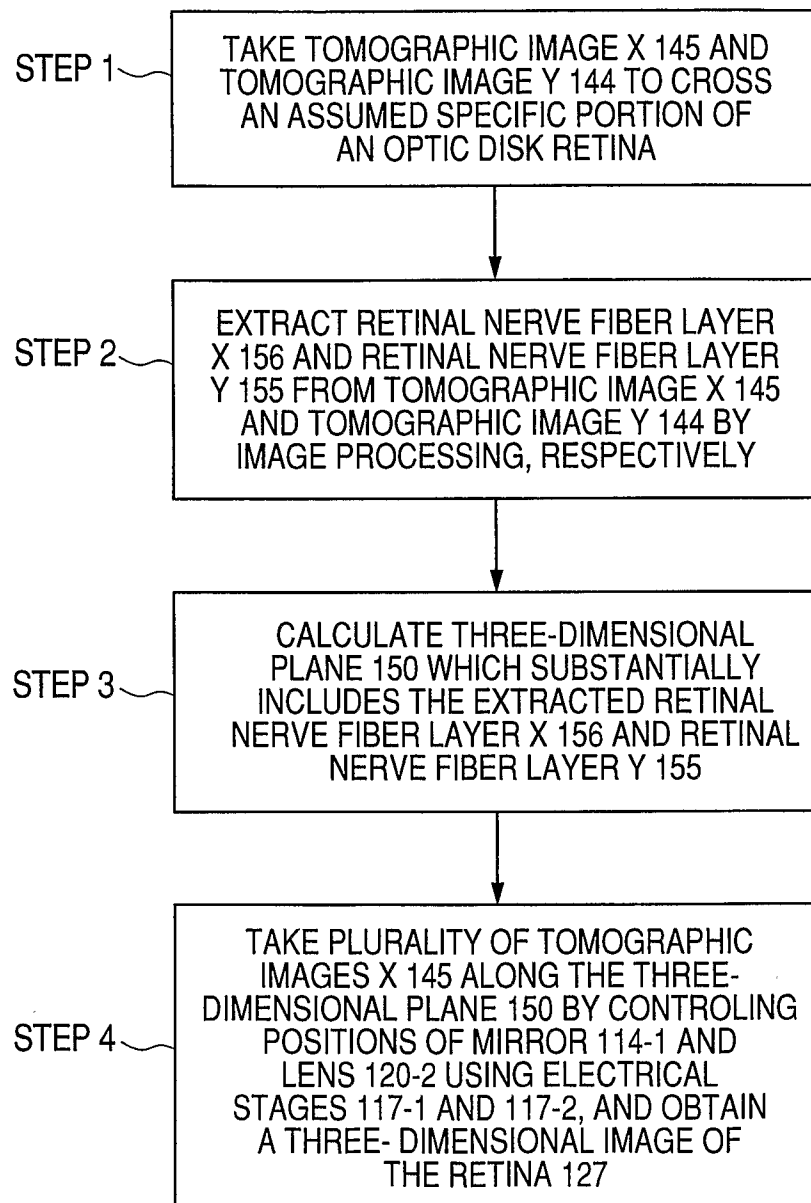 STEP 1
TAKE TOMOGRAPHIC IMAGE X 145 AND
TOMOGRAPHIC IMAGE Y 144 TO CROSS
AN ASSUMED SPECIFIC PORTION OF
AN OPTIC DISK RETINA
STEP 2
EXTRACT RETINAL NERVE FIBER LAYER
X 156 AND RETINAL NERVE FIBER LAYER
Y 155 FROM TOMOGRAPHIC IMAGE X 145
AND TOMOGRAPHIC IMAGE Y 144 BY
IMAGE PROCESSING, RESPECTIVELY
STEP 3
CALCULATE THREE-DIMENSIONAL
PLANE 150 WHICH SUBSTANTIALLY
INCLUDES THE EXTRACTED RETINAL
NERVE FIBER LAYER X 156 AND RETINAL
NERVE FIBER LAYER Y 155
STEP 4
TAKE PLURALITY OF TOMOGRAPHIC
IMAGES X 145 ALONG THE THREE-
DIMENSIONAL PLANE 150 BY CONTROLING
POSITIONS OF MIRROR 114-1 AND
LENS 120-2 USING ELECTRICAL
STAGES 117-1 AND 117-2, AND OBTAIN
A THREE- DIMENSIONAL IMAGE OF
THE RETINA 127